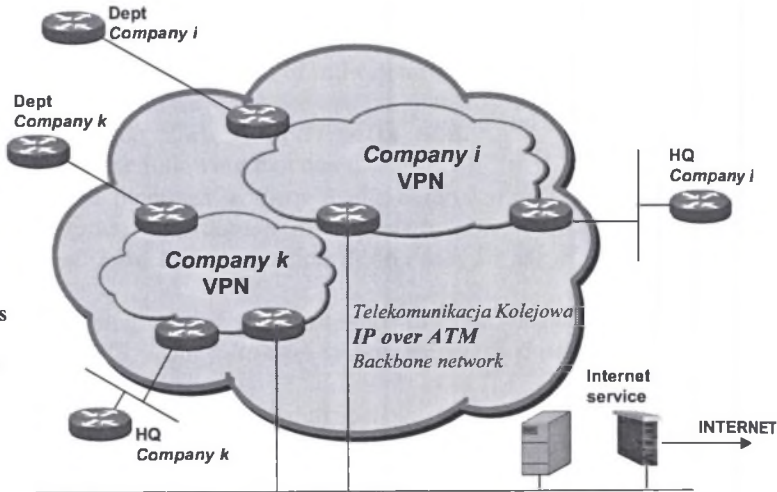 Dept
Company i
Dept
Company k
Company i
VPN
HQ
Company i
Company k
VPN
s
Telekomunikacja Kolejowa
IP over ATM
Backbone network
Internet
service
INTERNET
HQ
Company k